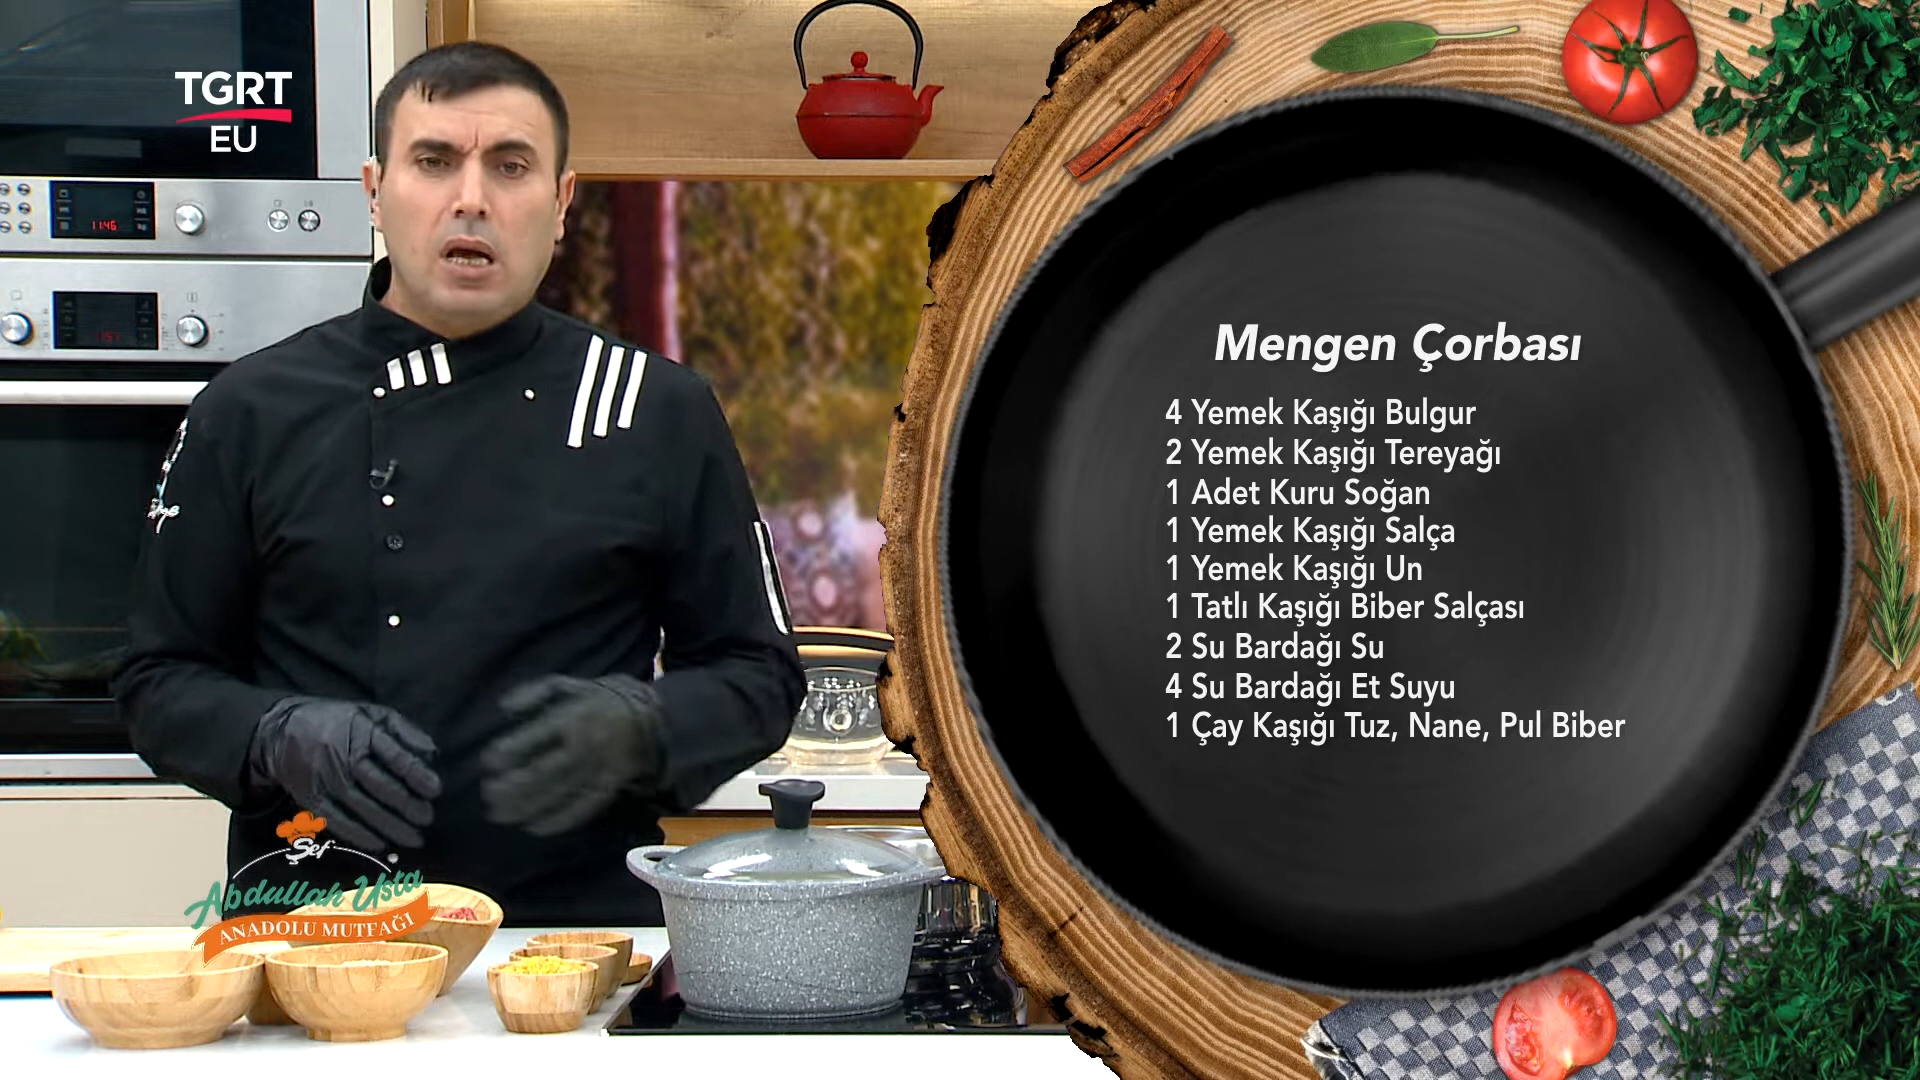 TGRT
EU
11:46
Mengen Çorbası
4 Yemek Kaşığı Bulgur
2 Yemek Kaşığı Tereyağı
1 Adet Kuru Soğan
1 Yemek Kaşığı Salça
1 Yemek Kaşığı Un
1 Tatlı Kaşığı Biber Salçası
2 Su Bardağı Su
4 Su Bardağı Et Suyu
1 Çay Kaşığı Tuz, Nane, Pul Biber
Şef
Abdullah Usta
ANADOLU MUTFAĞI